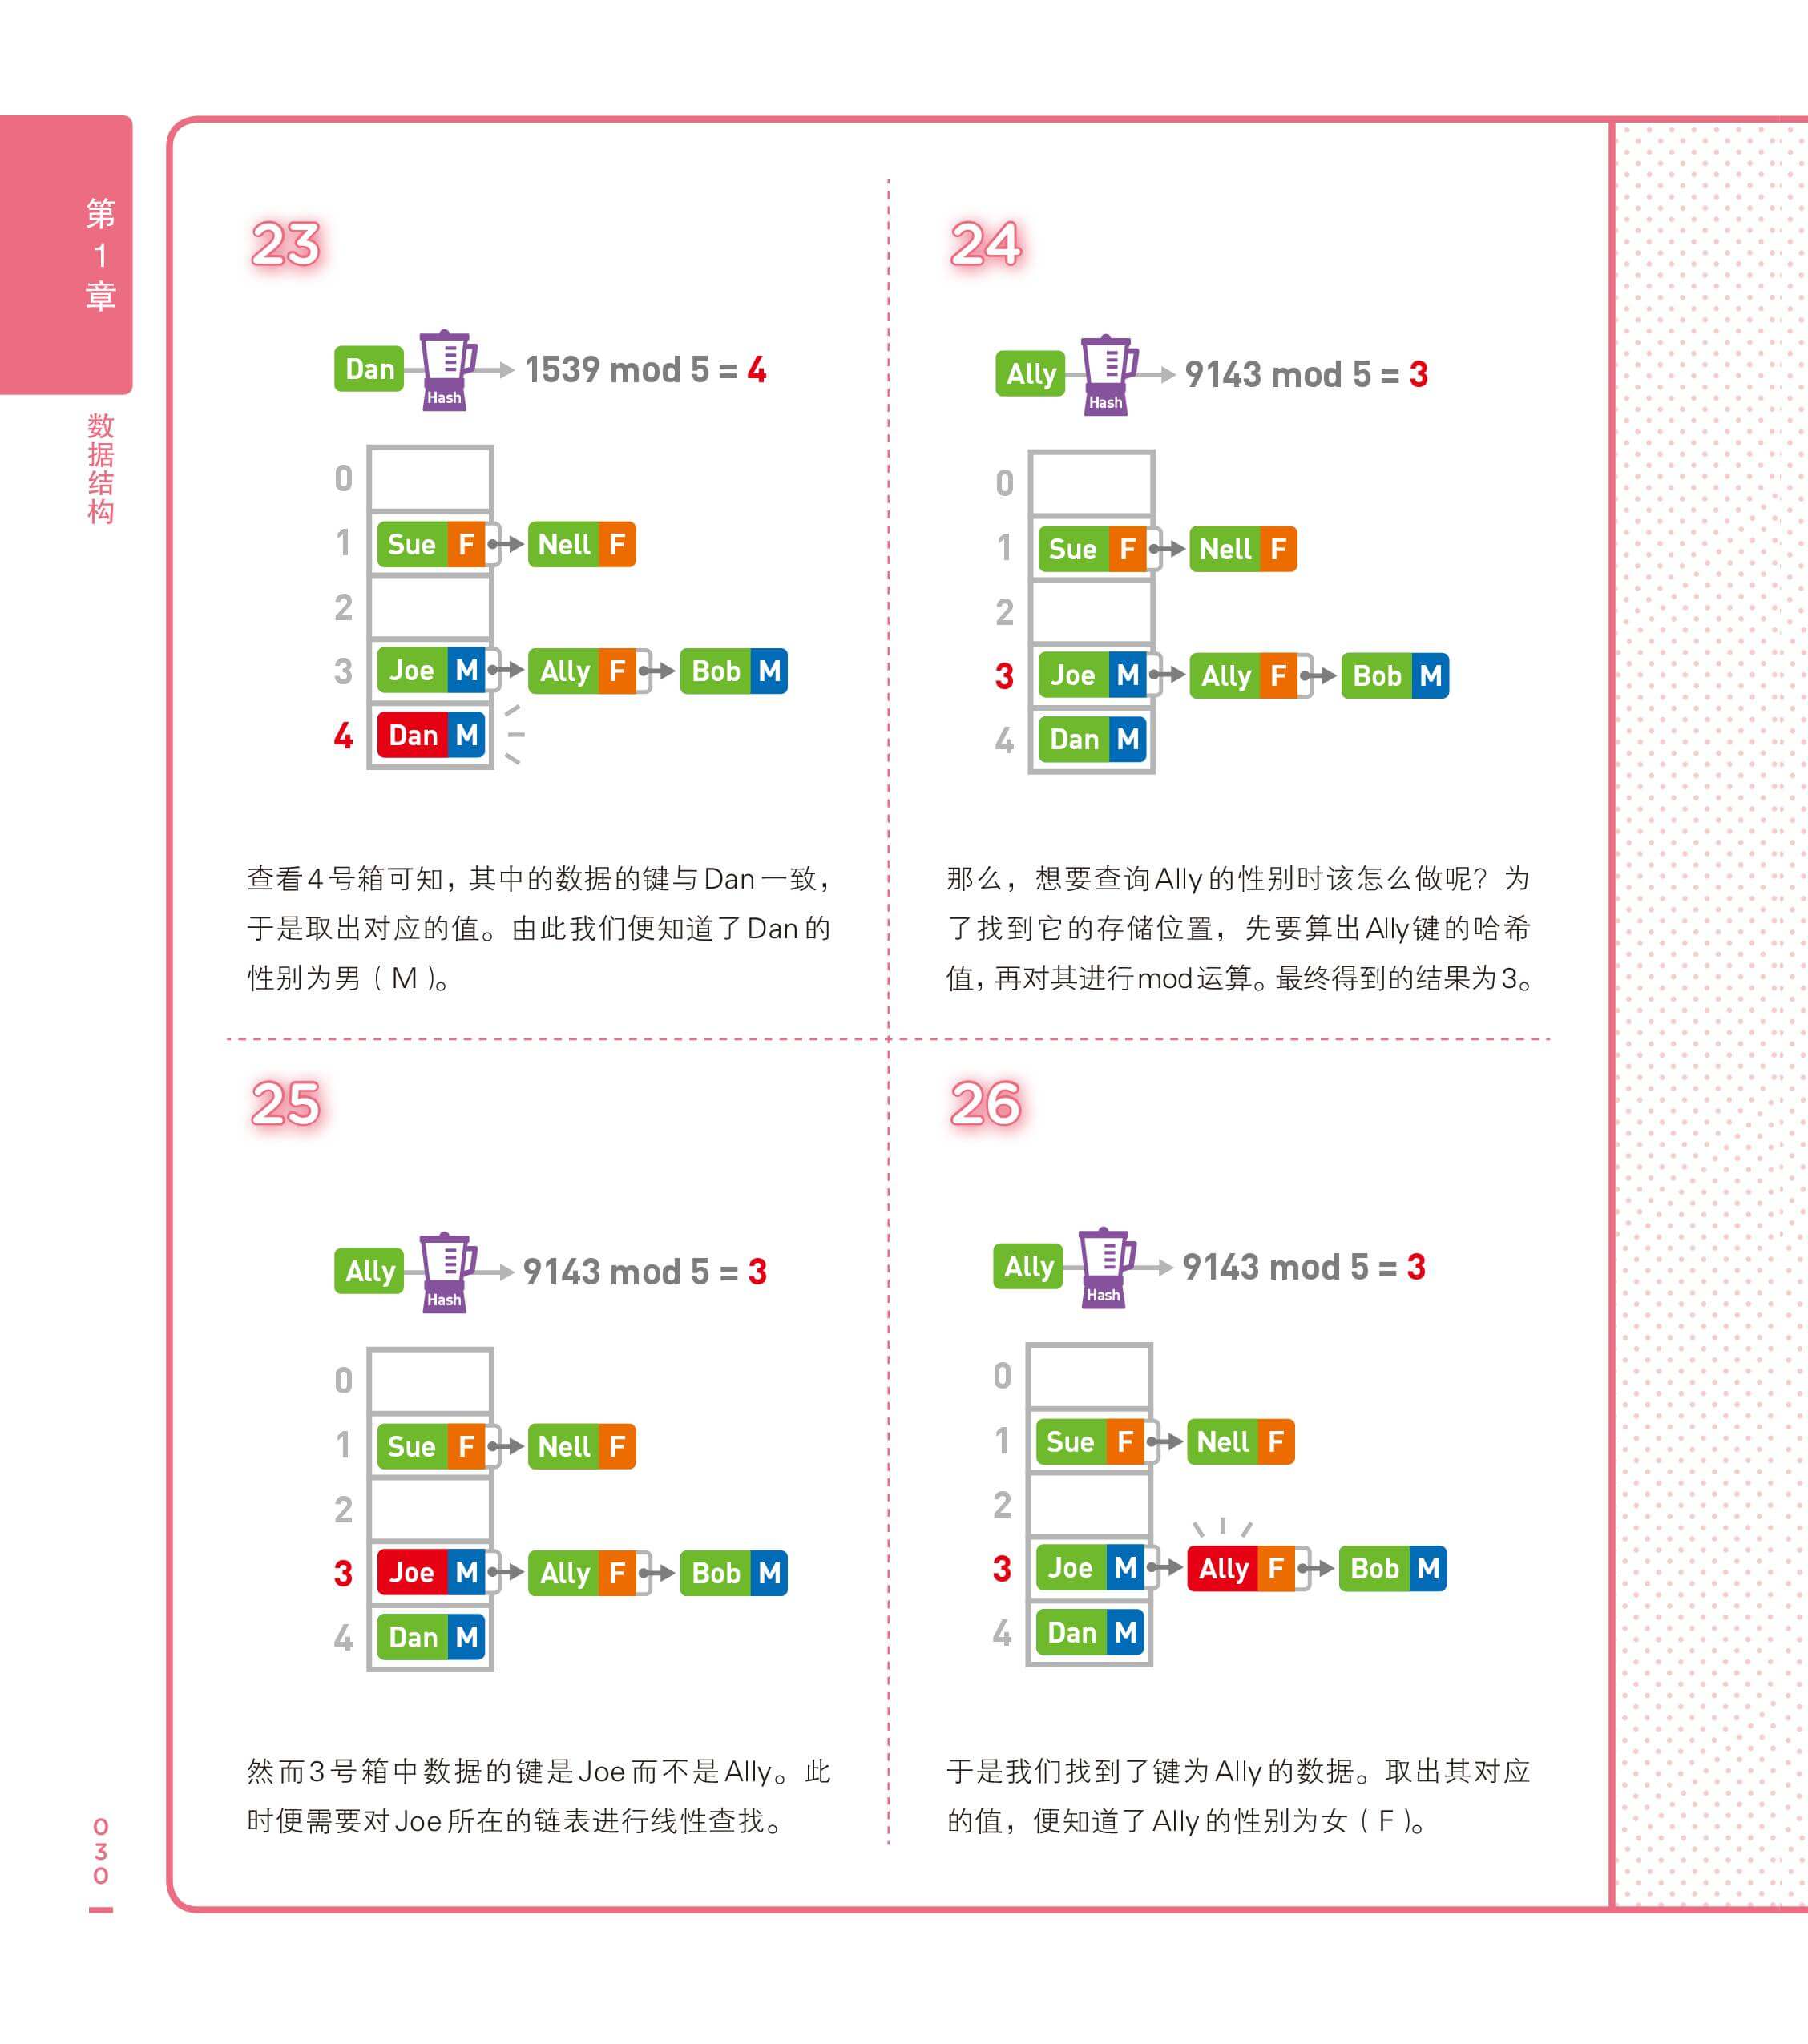 第1章
数据结构
23
Dan Hash 1539 mod 5 = 4
0
1 Sue F Nell F
2
3 Joe M Ally F Bob M
4 Dan M
查看4号箱可知，其中的数据的键与Dan一致，
于是取出对应的值。由此我们便知道了Dan的
性别为男（M）。
24
Ally Hash 9143 mod 5 = 3
0
1 Sue F Nell F
2
3 Joe M Ally F Bob M
4 Dan M
那么，想要查询Ally的性别时该怎么做呢？为
了找到它的存储位置，先要算出Ally键的哈希
值，再对其进行mod运算。最终得到的结果为3。
25
Ally Hash 9143 mod 5 = 3
0
1 Sue F Nell F
2
3 Joe M Ally F Bob M
4 Dan M
然而3号箱中数据的键是Joe而不是Ally。此
时便需要对Joe所在的链表进行线性查找。
26
Ally Hash 9143 mod 5 = 3
0
1 Sue F Nell F
2
3 Joe M Ally F Bob M
4 Dan M
于是我们找到了键为Ally的数据。取出其对应
的值，便知道了Ally的性别为女（F）。
030